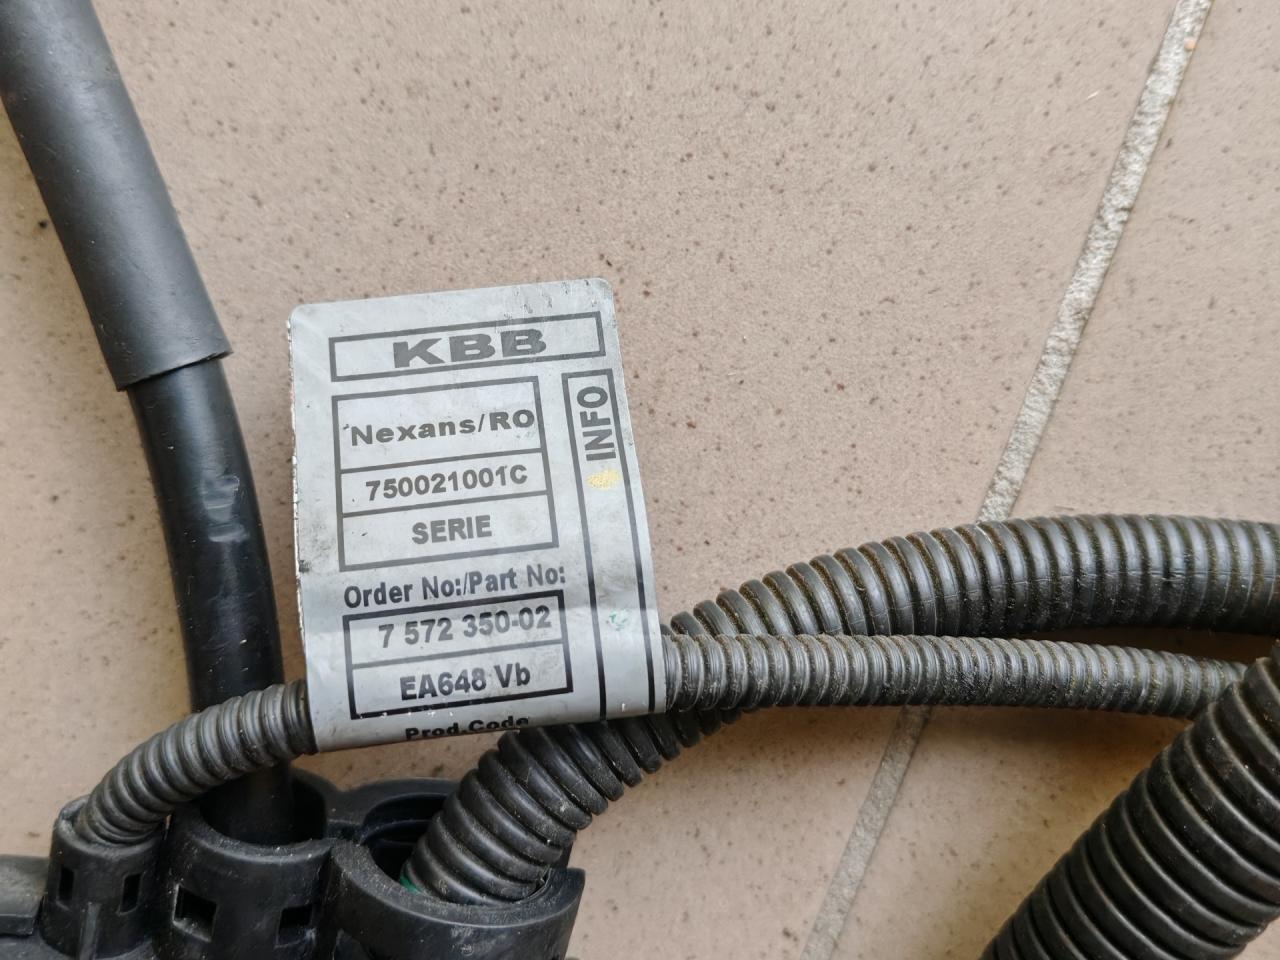 KBB
Nexans/RO
750021001C
SERIE
INFO
Order No:/Part No:
7 572 350-02
EA648 Vb
Prod.Code